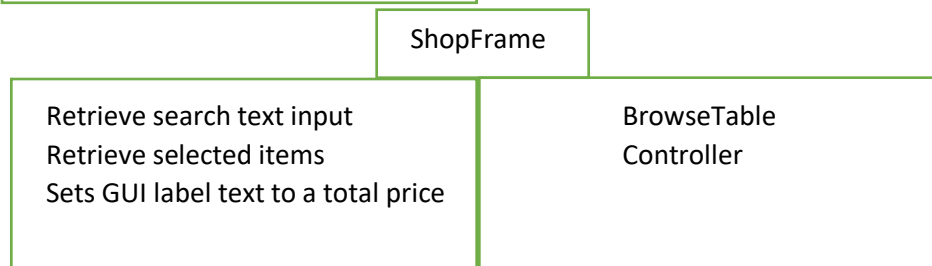 ShopFrame
Retrieve search text input
Retrieve selected items
Sets GUI label text to a total price
BrowseTable
Controller